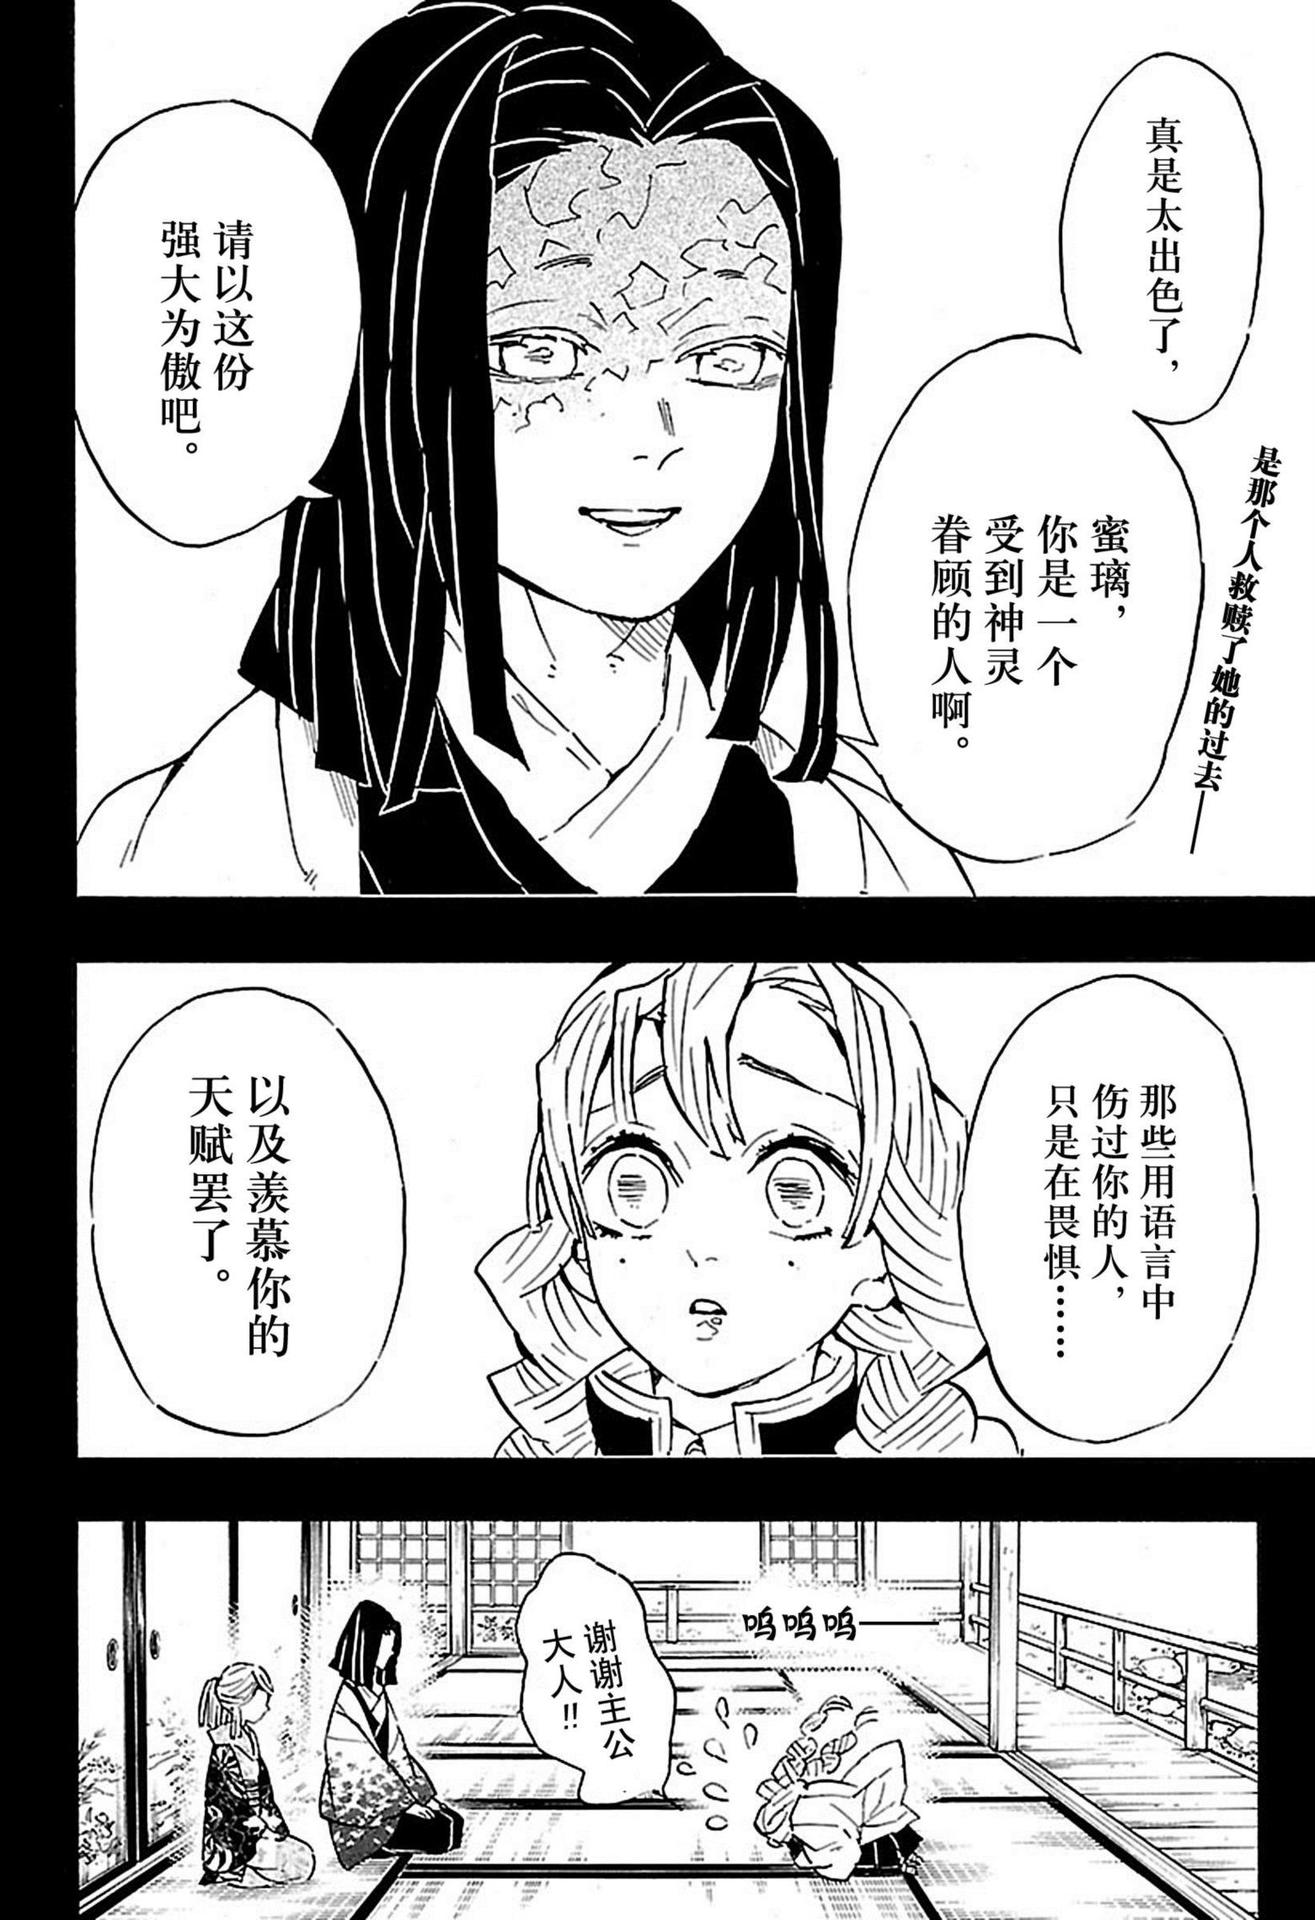 是那个人救赎了她的过去——
真是太出色了，
蜜璃，
你是一个
受到神灵
眷顾的人啊。
请以这份
强大为傲吧。
那些用语言中
伤过你的人，
只是在畏惧……
以及羡慕你的
天赋罢了。
呜呜呜——
谢谢主公
大人!!